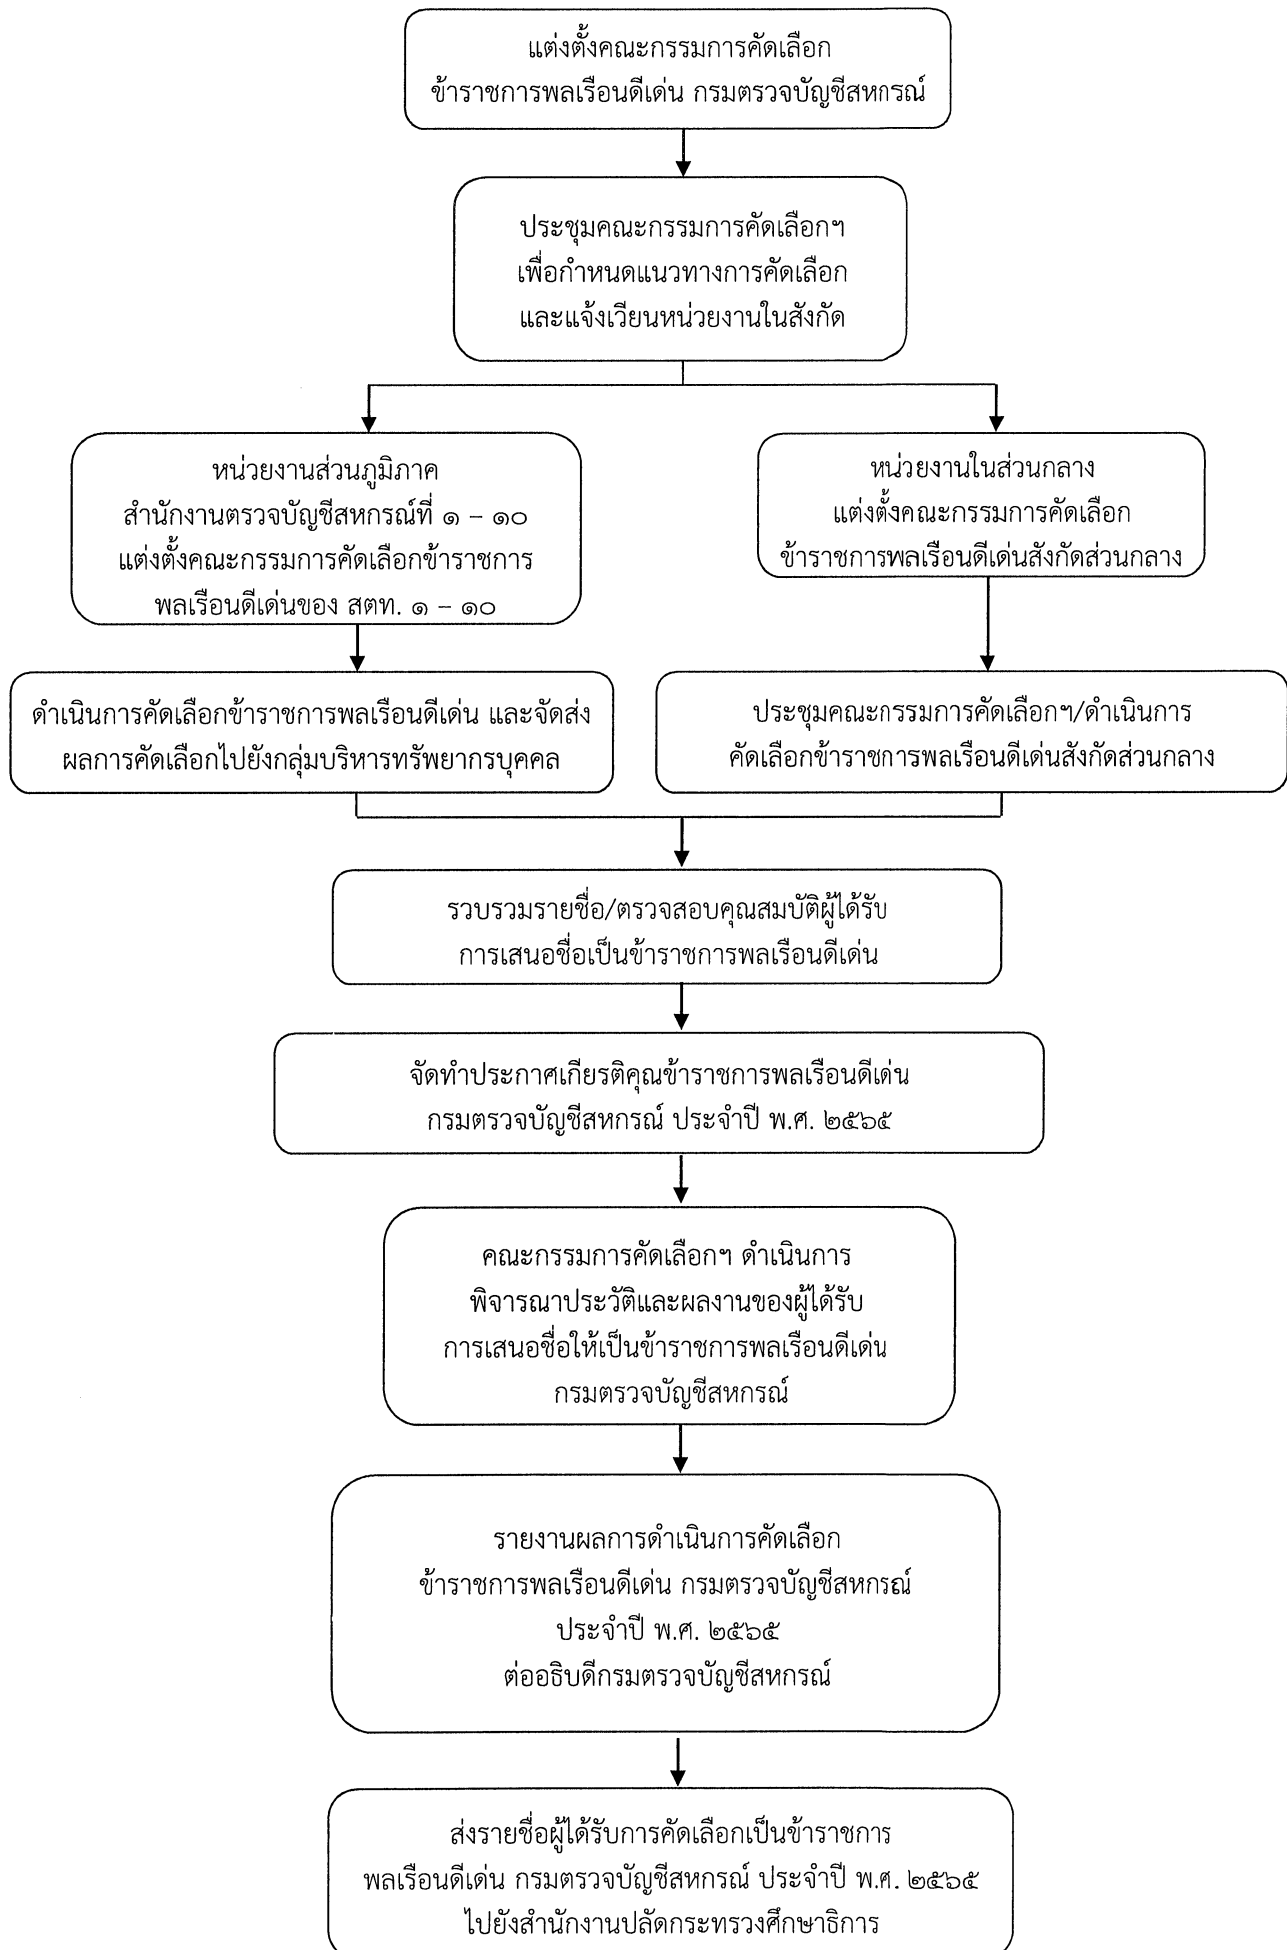 แต่งตั้งคณะกรรมการคัดเลือก
ข้าราชการพลเรือนดีเด่น กรมตรวจบัญชีสหกรณ์
ประชุมคณะกรรมการคัดเลือกฯ
เพื่อกำหนดแนวทางการคัดเลือก
และแจ้งเวียนหน่วยงานในสังกัด
หน่วยงานส่วนภูมิภาค
สำนักงานตรวจบัญชีสหกรณ์ที่ ๑ – ๑๐
แต่งตั้งคณะกรรมการคัดเลือกข้าราชการ
พลเรือนดีเด่นของ สตท. ๑ – ๑๐
หน่วยงานในส่วนกลาง
แต่งตั้งคณะกรรมการคัดเลือก
ข้าราชการพลเรือนดีเด่นสังกัดส่วนกลาง
ดำเนินการคัดเลือกข้าราชการพลเรือนดีเด่น และจัดส่ง
ผลการคัดเลือกไปยังกลุ่มบริหารทรัพยากรบุคคล
ประชุมคณะกรรมการคัดเลือกฯ/ดำเนินการ
คัดเลือกข้าราชการพลเรือนดีเด่นสังกัดส่วนกลาง
รวบรวมรายชื่อ/ตรวจสอบคุณสมบัติผู้ได้รับ
การเสนอชื่อเป็นข้าราชการพลเรือนดีเด่น
จัดทำประกาศเกียรติคุณข้าราชการพลเรือนดีเด่น
กรมตรวจบัญชีสหกรณ์ ประจำปี พ.ศ. ๒๕๖๕
คณะกรรมการคัดเลือกฯ ดำเนินการ
พิจารณาประวัติและผลงานของผู้ได้รับ
การเสนอชื่อให้เป็นข้าราชการพลเรือนดีเด่น
กรมตรวจบัญชีสหกรณ์
รายงานผลการดำเนินการคัดเลือก
ข้าราชการพลเรือนดีเด่น กรมตรวจบัญชีสหกรณ์
ประจำปี พ.ศ. ๒๕๖๕
ต่ออธิบดีกรมตรวจบัญชีสหกรณ์
ส่งรายชื่อผู้ได้รับการคัดเลือกเป็นข้าราชการ
พลเรือนดีเด่น กรมตรวจบัญชีสหกรณ์ ประจำปี พ.ศ. ๒๕๖๕
ไปยังสำนักงานปลัดกระทรวงศึกษาธิการ